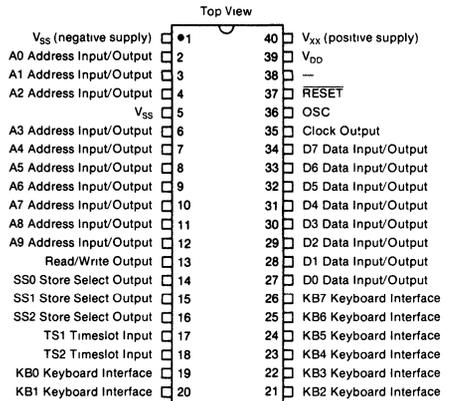 Top View
V_SS (negative supply) 1 40 V_XX (positive supply)
A0 Address Input/Output 2 39 V_DD
A1 Address Input/Output 3 38 —
A2 Address Input/Output 4 37 RESET
V_SS 5 36 OSC
A3 Address Input/Output 6 35 Clock Output
A4 Address Input/Output 7 34 D7 Data Input/Output
A5 Address Input/Output 8 33 D6 Data Input/Output
A6 Address Input/Output 9 32 D5 Data Input/Output
A7 Address Input/Output 10 31 D4 Data Input/Output
A8 Address Input/Output 11 30 D3 Data Input/Output
A9 Address Input/Output 12 29 D2 Data Input/Output
Read/Write Output 13 28 D1 Data Input/Output
SS0 Store Select Output 14 27 D0 Data Input/Output
SS1 Store Select Output 15 26 KB7 Keyboard Interface
SS2 Store Select Output 16 25 KB6 Keyboard Interface
TS1 Timeslot Input 17 24 KB5 Keyboard Interface
TS2 Timeslot Input 18 23 KB4 Keyboard Interface
KB0 Keyboard Interface 19 22 KB3 Keyboard Interface
KB1 Keyboard Interface 20 21 KB2 Keyboard Interface